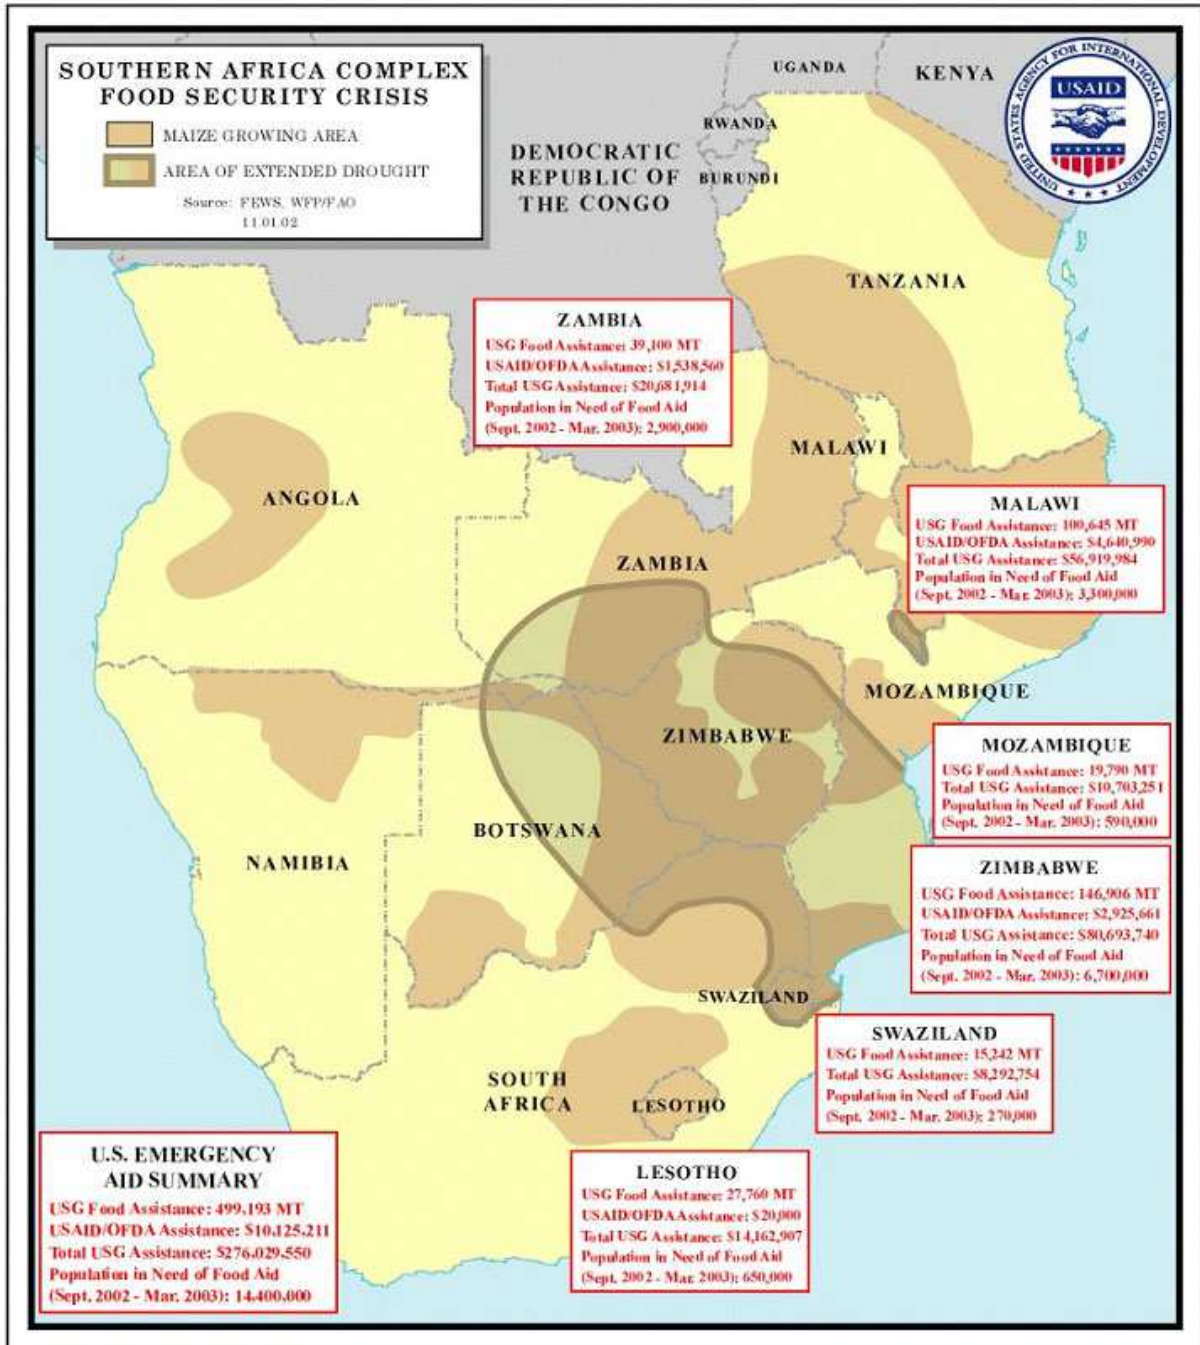 SOUTHERN AFRICA COMPLEX
FOOD SECURITY CRISIS
MAIZE GROWING AREA
AREA OF EXTENDED DROUGHT
Source: FEWS, WFP/FAO
11.01.02
UNITED STATES AGENCY FOR INTERNATIONAL DEVELOPMENT
USAID
UGANDA
KENYA
RWANDA
BURUNDI
DEMOCRATIC
REPUBLIC OF
THE CONGO
TANZANIA
ZAMBIA
USG Food Assistance: 39,100 MT
USAID/OFDA Assistance: $1,538,560
Total USG Assistance: $20,681,914
Population in Need of Food Aid
(Sept. 2002 - Mar. 2003): 2,900,000
MALAWI
ANGOLA
MALAWI
USG Food Assistance: 100,645 MT
USAID/OFDA Assistance: $4,640,990
Total USG Assistance: $56,919,984
Population in Need of Food Aid
(Sept. 2002 - Mar. 2003): 3,300,000
ZAMBIA
MOZAMBIQUE
ZIMBABWE
MOZAMBIQUE
USG Food Assistance: 19,790 MT
Total USG Assistance: $10,703,251
Population in Need of Food Aid
(Sept. 2002 - Mar. 2003): 590,000
BOTSWANA
NAMIBIA
ZIMBABWE
USG Food Assistance: 146,906 MT
USAID/OFDA Assistance: $2,925,661
Total USG Assistance: $80,693,740
Population in Need of Food Aid
(Sept. 2002 - Mar. 2003): 6,700,000
SWAZILAND
SWAZILAND
USG Food Assistance: 15,242 MT
Total USG Assistance: $8,292,754
Population in Need of Food Aid
(Sept. 2002 - Mar. 2003): 270,000
SOUTH
AFRICA
LESOTHO
U.S. EMERGENCY
AID SUMMARY
USG Food Assistance: 499,193 MT
USAID/OFDA Assistance: $10,125,211
Total USG Assistance: $276,029,550
Population in Need of Food Aid
(Sept. 2002 - Mar. 2003): 14,400,000
LESOTHO
USG Food Assistance: 27,760 MT
USAID/OFDA Assistance: $20,000
Total USG Assistance: $14,162,907
Population in Need of Food Aid
(Sept. 2002 - Mar. 2003): 650,000